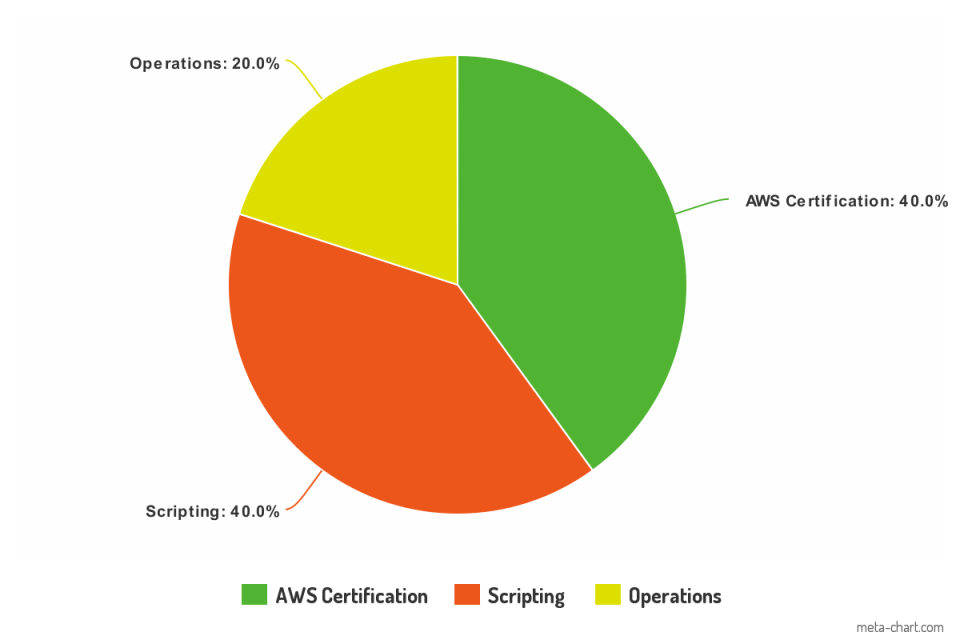 Operations: 20.0%
AWS Certification: 40.0%
Scripting: 40.0%
AWS Certification Scripting Operations
meta-chart.com